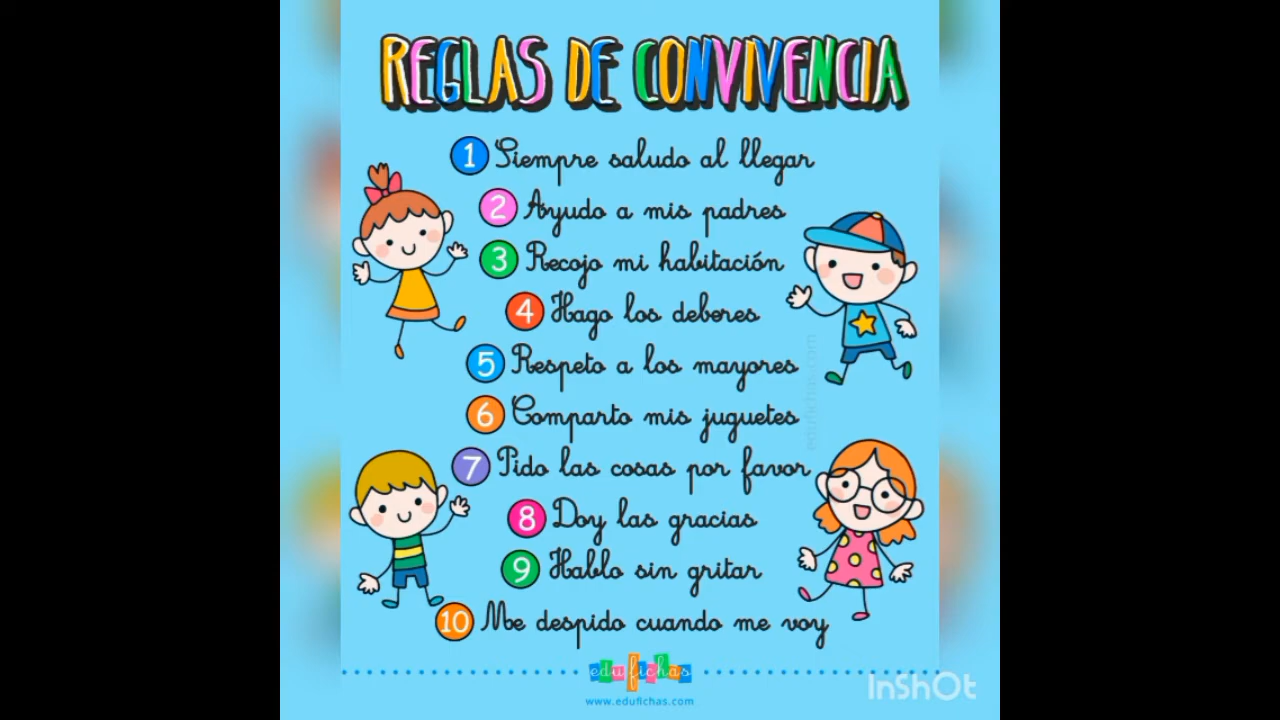 REGLAS DE CONVIVENCIA
1 Siempre saludo al llegar
2 Ayudo a mis padres
3 Recojo mi habitación
4 Hago los deberes
5 Respeto a los mayores
6 Comparto mis juguetes
7 Pido las cosas por favor
8 Doy las gracias
9 Hablo sin gritar
10 Me despido cuando me voy
edufichas.com
edufichas
www.edufichas.com
InShOt